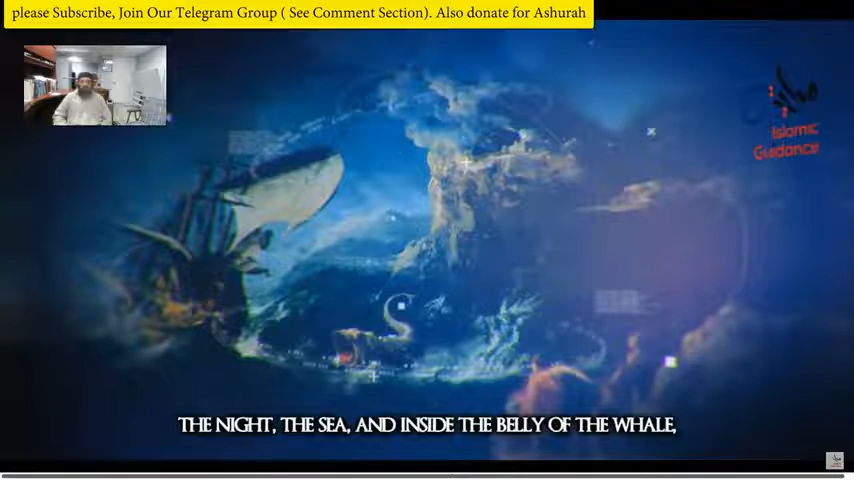 please Subscribe, Join Our Telegram Group ( See Comment Section). Also donate for Ashurah
Islamic
Guidance
THE NIGHT, THE SEA, AND INSIDE THE BELLY OF THE WHALE,